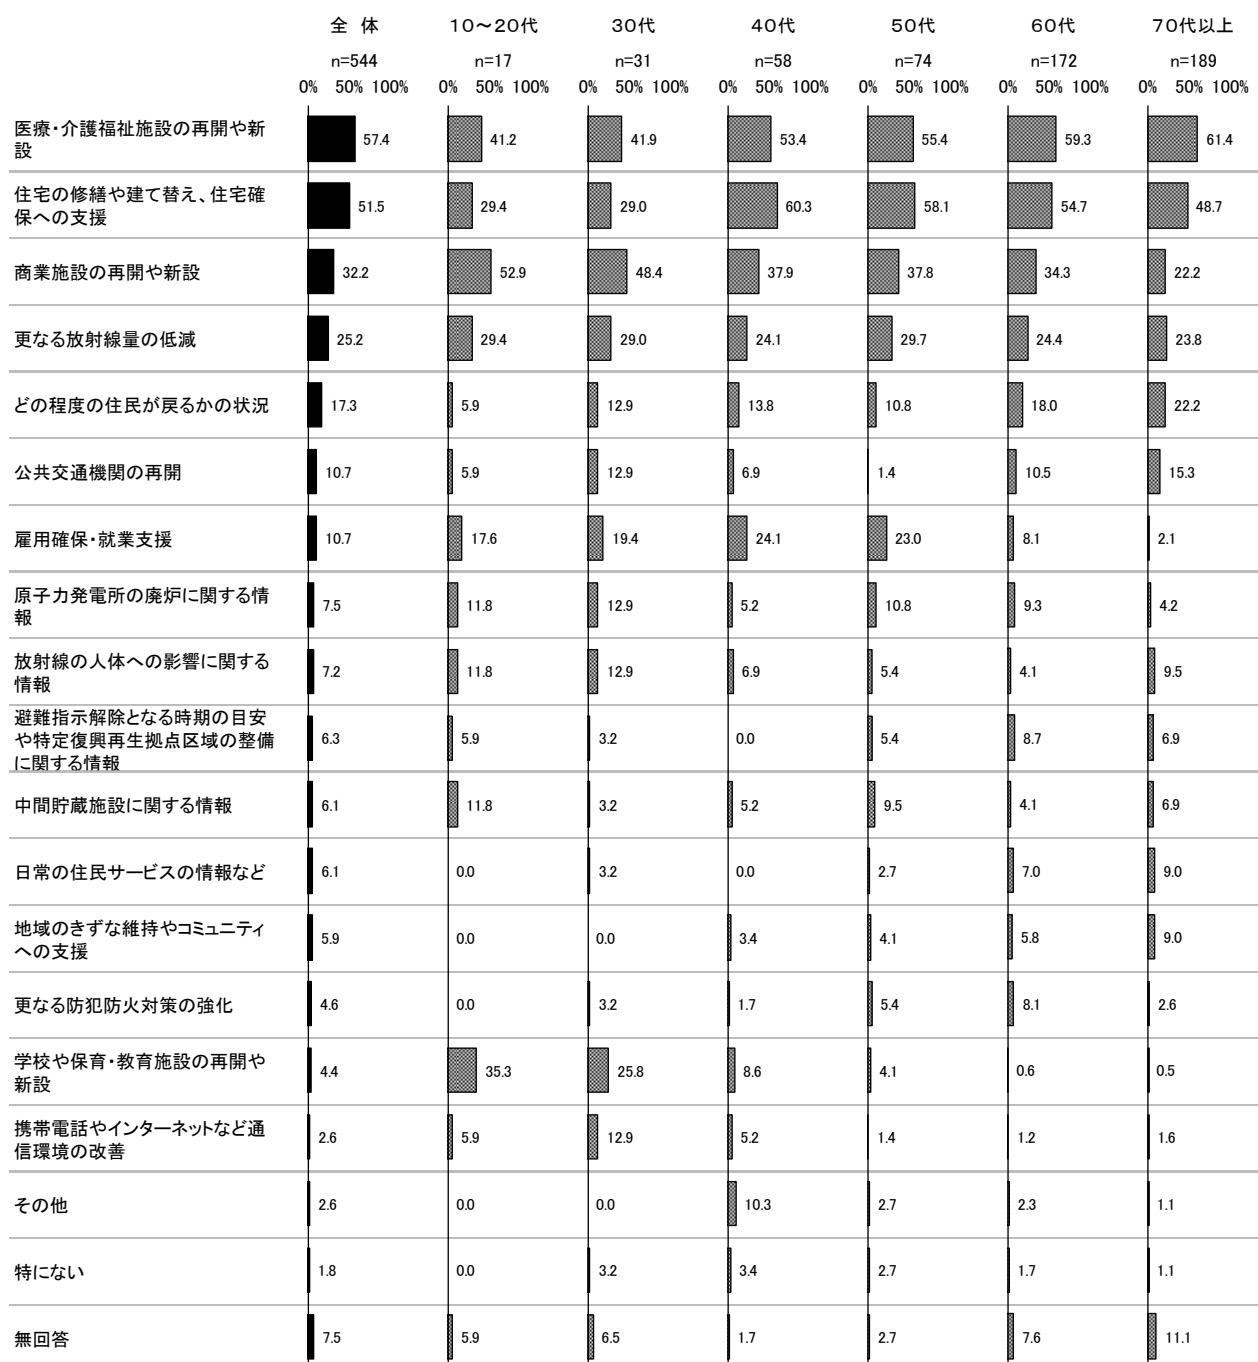 全 体 10～20代 30代 40代 50代 60代 70代以上
n=544 n=17 n=31 n=58 n=74 n=172 n=189
0% 50% 100% 0% 50% 100% 0% 50% 100% 0% 50% 100% 0% 50% 100% 0% 50% 100% 0% 50% 100%
医療・介護福祉施設の再開や新
設
57.4 41.2 41.9 53.4 55.4 59.3 61.4
住宅の修繕や建て替え、住宅確
保への支援
51.5 29.4 29.0 60.3 58.1 54.7 48.7
商業施設の再開や新設 32.2 52.9 48.4 37.9 37.8 34.3 22.2
更なる放射線量の低減 25.2 29.4 29.0 24.1 29.7 24.4 23.8
どの程度の住民が戻るかの状況 17.3 5.9 12.9 13.8 10.8 18.0 22.2
公共交通機関の再開 10.7 5.9 12.9 6.9 1.4 10.5 15.3
雇用確保・就業支援 10.7 17.6 19.4 24.1 23.0 8.1 2.1
原子力発電所の廃炉に関する情
報
7.5 11.8 12.9 5.2 10.8 9.3 4.2
放射線の人体への影響に関する
情報
7.2 11.8 12.9 6.9 5.4 4.1 9.5
避難指示解除となる時期の目安
や特定復興再生拠点区域の整備
に関する情報
6.3 5.9 3.2 0.0 5.4 8.7 6.9
中間貯蔵施設に関する情報 6.1 11.8 3.2 5.2 9.5 4.1 6.9
日常の住民サービスの情報など 6.1 0.0 3.2 0.0 2.7 7.0 9.0
地域のきずな維持やコミュニティ
への支援
5.9 0.0 0.0 3.4 4.1 5.8 9.0
更なる防犯防火対策の強化 4.6 0.0 3.2 1.7 5.4 8.1 2.6
学校や保育・教育施設の再開や
新設
4.4 35.3 25.8 8.6 4.1 0.6 0.5
携帯電話やインターネットなど通
信環境の改善
2.6 5.9 12.9 5.2 1.4 1.2 1.6
その他 2.6 0.0 0.0 10.3 2.7 2.3 1.1
特にない 1.8 0.0 3.2 3.4 2.7 1.7 1.1
無回答 7.5 5.9 6.5 1.7 2.7 7.6 11.1